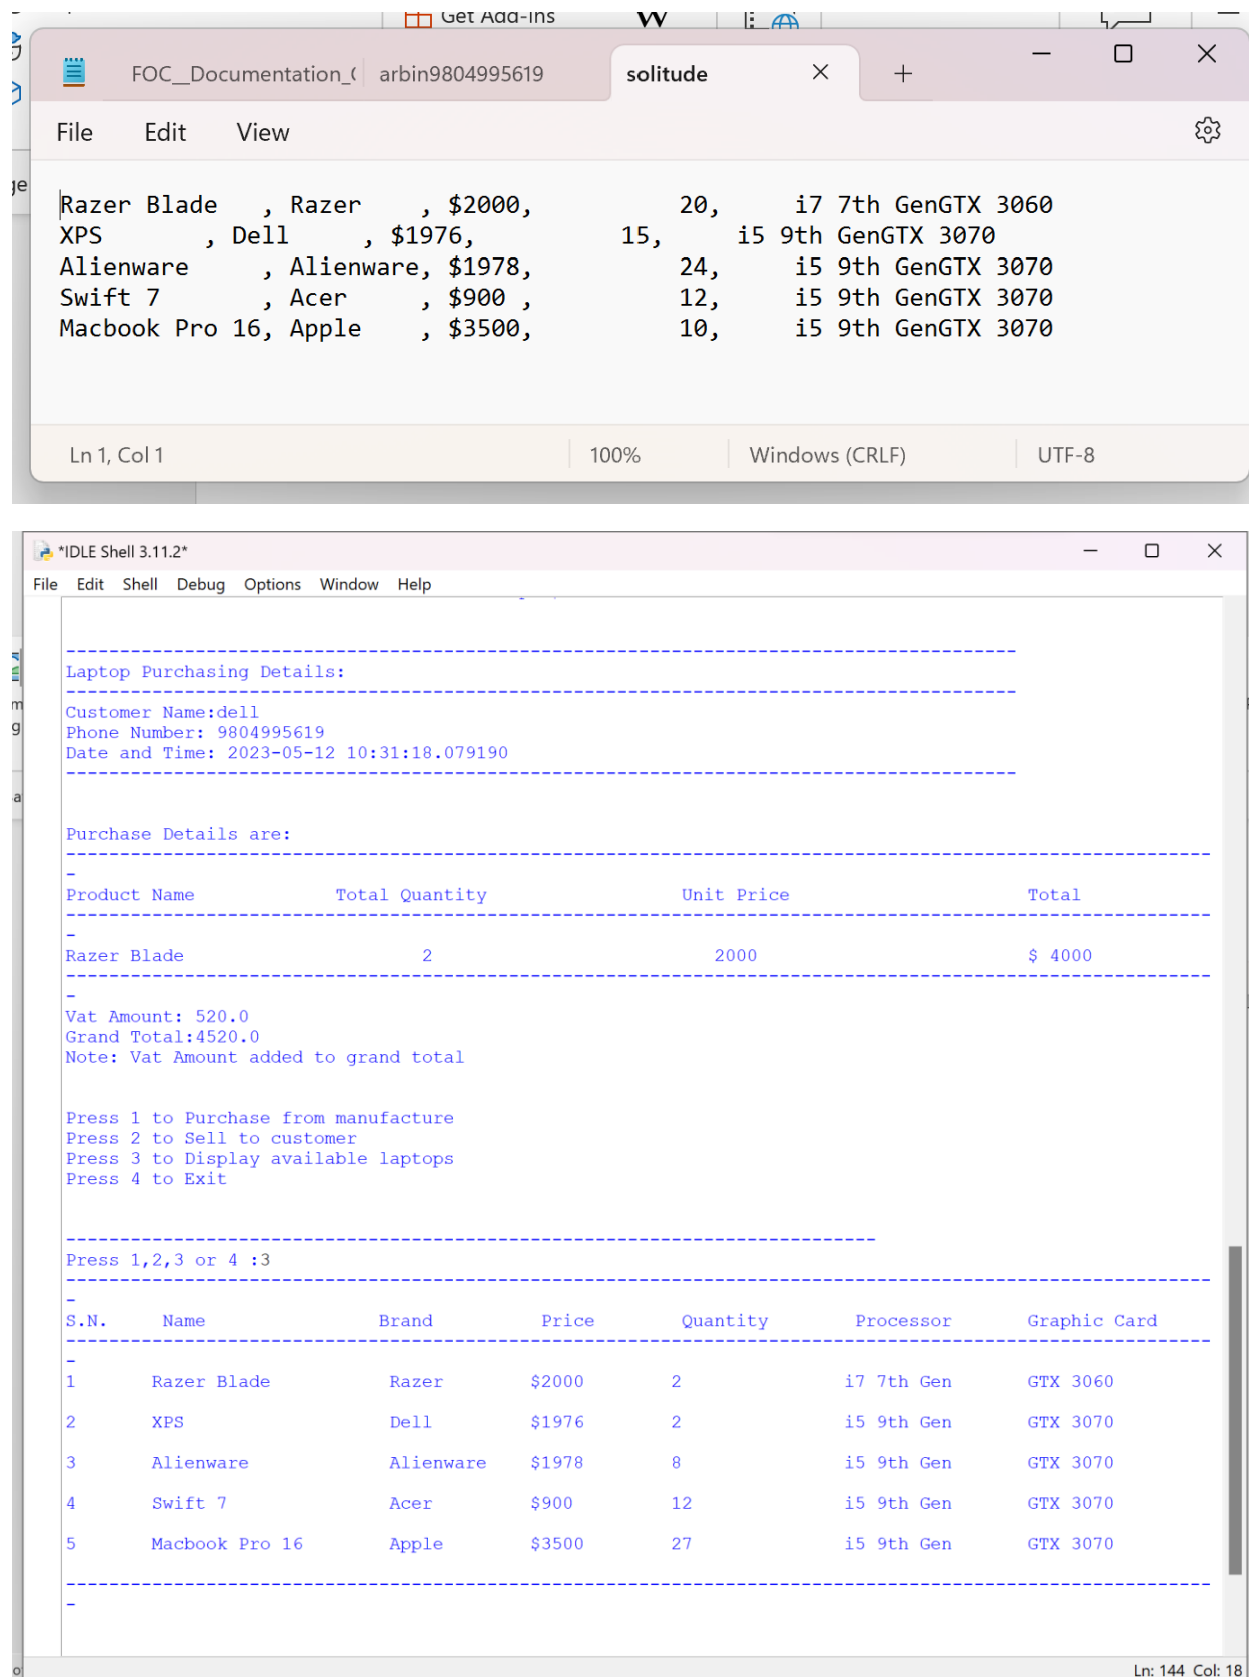 Get Add-ins
FOC__Documentation_( arbin9804995619 solitude
File Edit View
Razer Blade , Razer , $2000, 20, i7 7th GenGTX 3060
XPS , Dell , $1976, 15, i5 9th GenGTX 3070
Alienware , Alienware, $1978, 24, i5 9th GenGTX 3070
Swift 7 , Acer , $900 , 12, i5 9th GenGTX 3070
Macbook Pro 16, Apple , $3500, 10, i5 9th GenGTX 3070
Ln 1, Col 1 100% Windows (CRLF) UTF-8
*IDLE Shell 3.11.2*
File Edit Shell Debug Options Window Help
--------------------------------------------------------------------------------
Laptop Purchasing Details:
--------------------------------------------------------------------------------
Customer Name:dell
Phone Number: 9804995619
Date and Time: 2023-05-12 10:31:18.079190
--------------------------------------------------------------------------------
Purchase Details are:
--------------------------------------------------------------------------------
-
Product Name Total Quantity Unit Price Total
--------------------------------------------------------------------------------
-
Razer Blade 2 2000 $ 4000
--------------------------------------------------------------------------------
-
Vat Amount: 520.0
Grand Total:4520.0
Note: Vat Amount added to grand total
Press 1 to Purchase from manufacture
Press 2 to Sell to customer
Press 3 to Display available laptops
Press 4 to Exit
--------------------------------------------------------------------------------
Press 1,2,3 or 4 :3
--------------------------------------------------------------------------------
-
S.N. Name Brand Price Quantity Processor Graphic Card
--------------------------------------------------------------------------------
-
1 Razer Blade Razer $2000 2 i7 7th Gen GTX 3060
2 XPS Dell $1976 2 i5 9th Gen GTX 3070
3 Alienware Alienware $1978 8 i5 9th Gen GTX 3070
4 Swift 7 Acer $900 12 i5 9th Gen GTX 3070
5 Macbook Pro 16 Apple $3500 27 i5 9th Gen GTX 3070
--------------------------------------------------------------------------------
-
Ln: 144 Col: 18